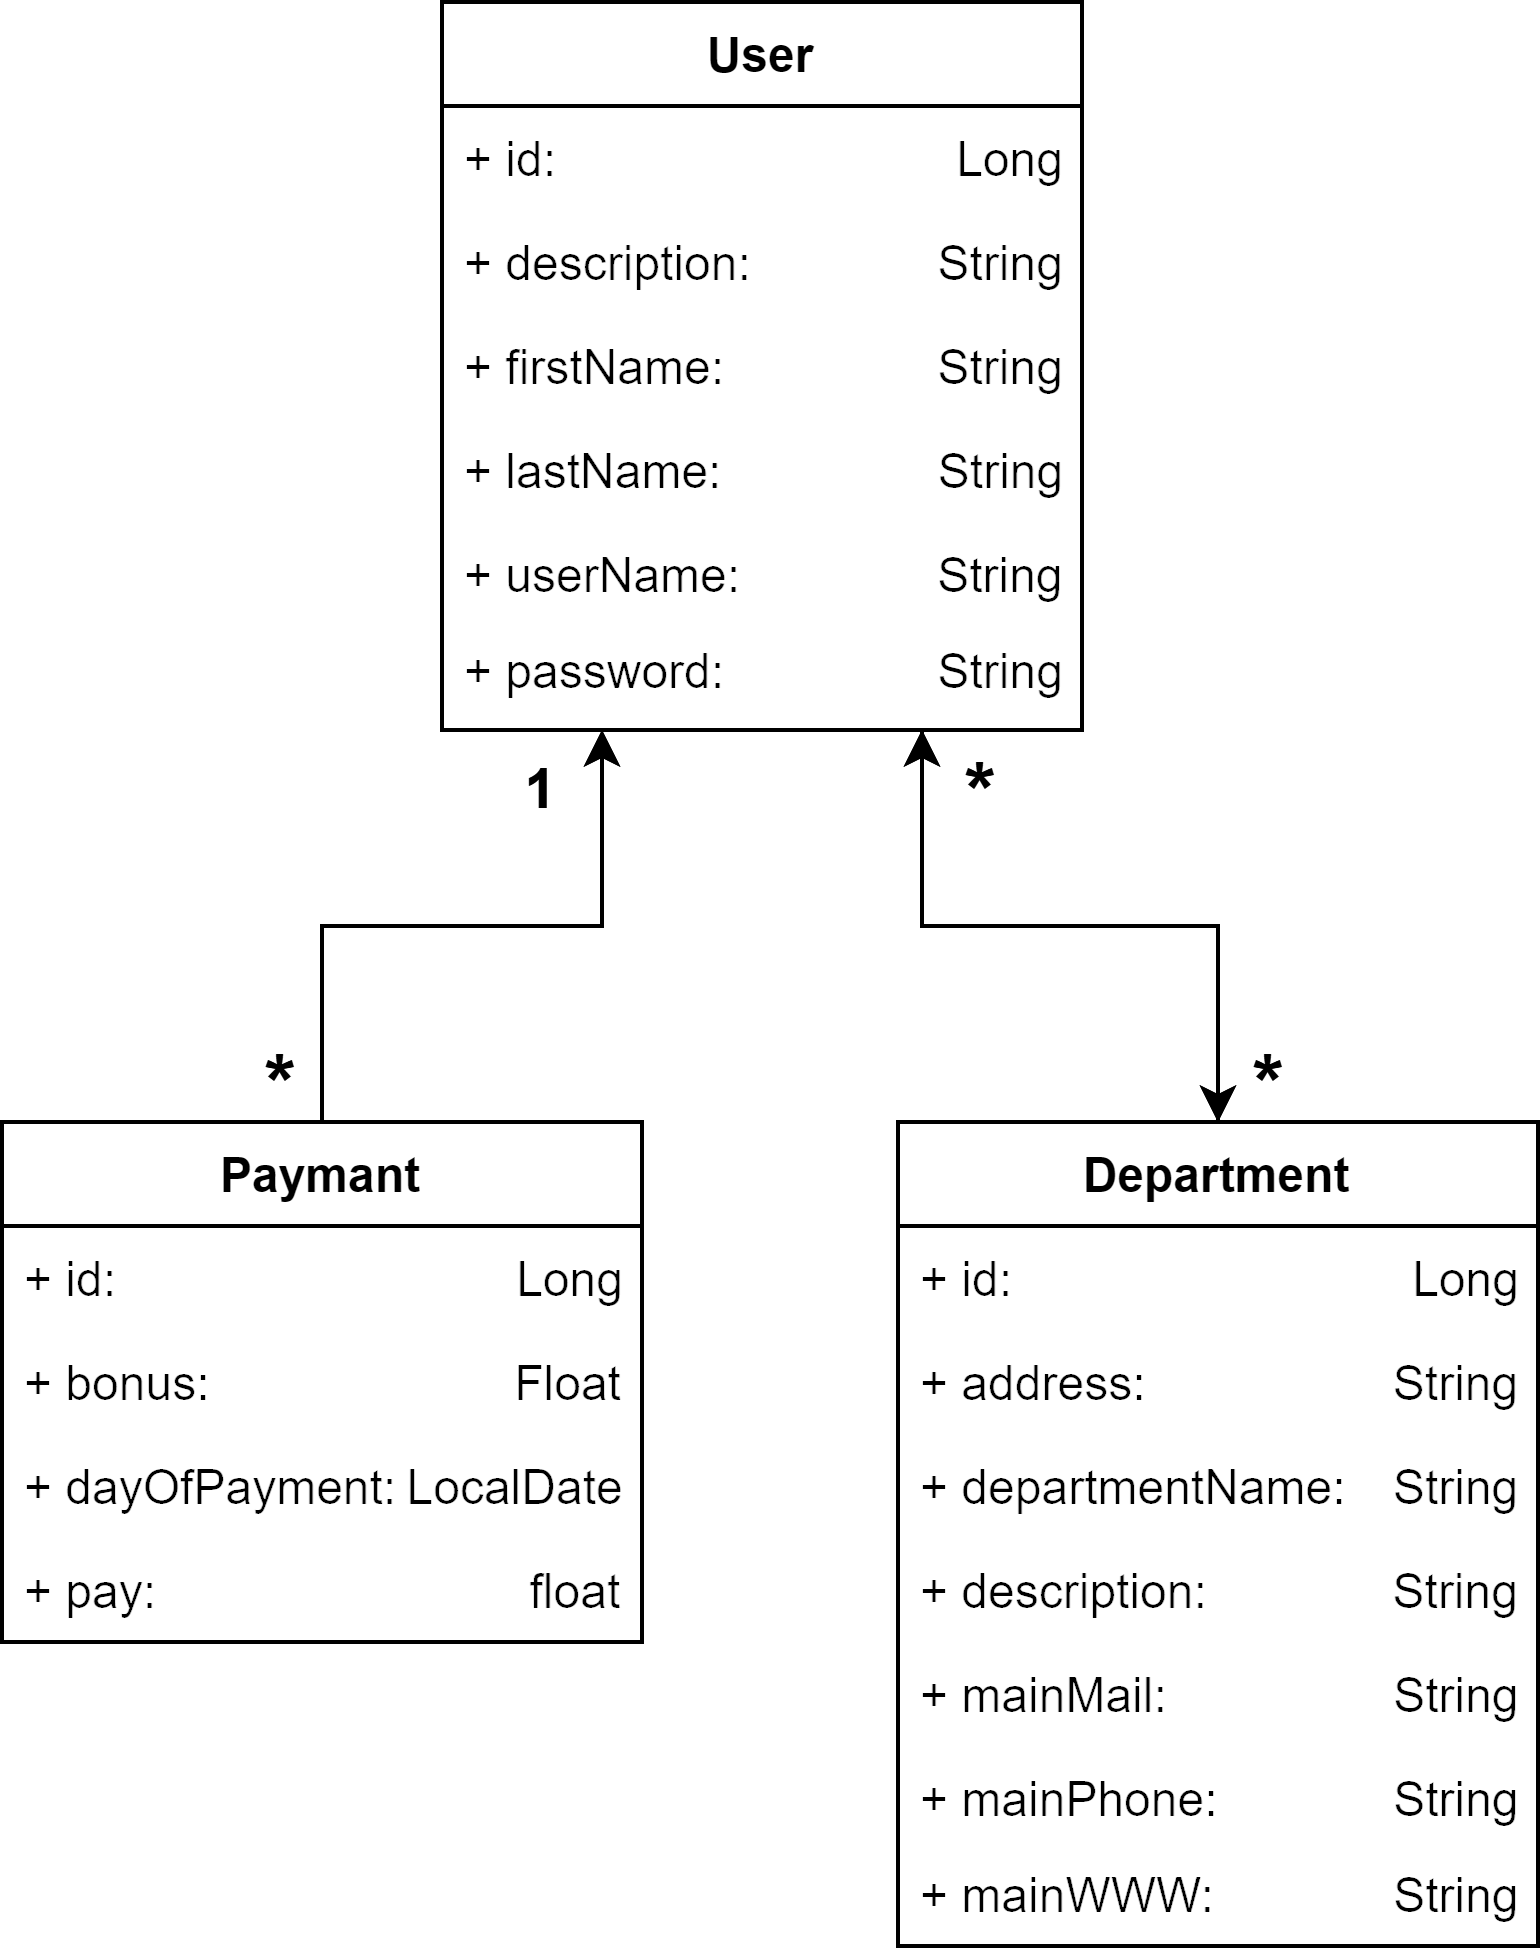 User
+ id: Long
+ description: String
+ firstName: String
+ lastName: String
+ userName: String
+ password: String
1
*
*
*
Paymant
+ id: Long
+ bonus: Float
+ dayOfPayment: LocalDate
+ pay: float
Department
+ id: Long
+ address: String
+ departmentName: String
+ description: String
+ mainMail: String
+ mainPhone: String
+ mainWWW: String